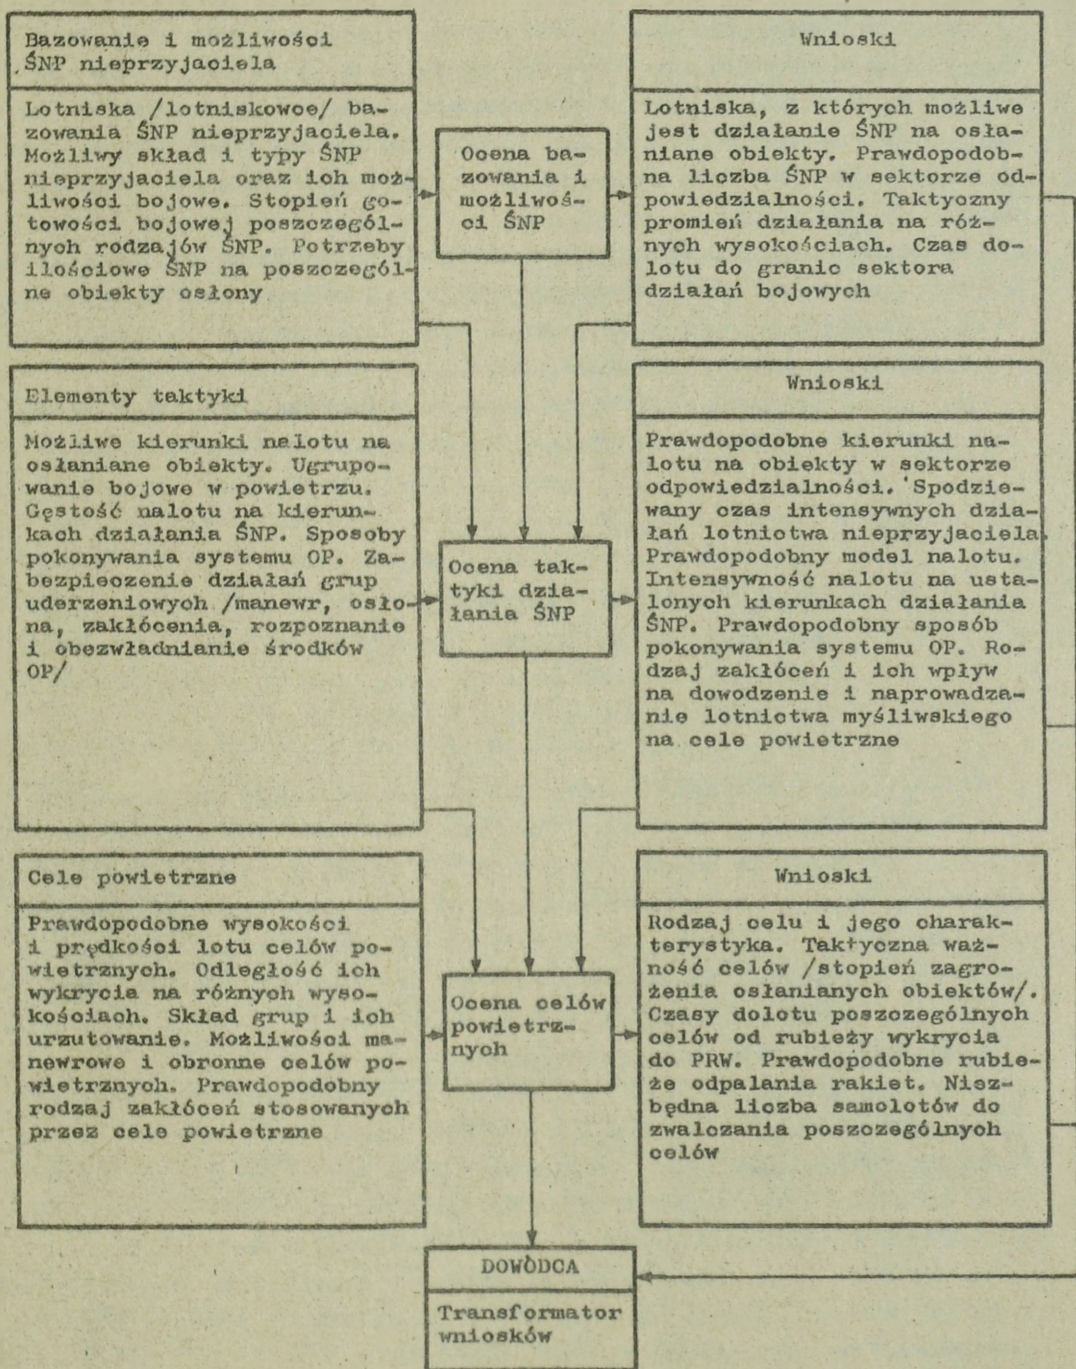 Bazowanie i możliwości
ŚNP nieprzyjaciela
Lotniska /lotniskowce/ ba-
zowania ŚNP nieprzyjaciela.
Możliwy skład i typy ŚNP
nieprzyjaciela oraz ich moż-
liwości bojowe. Stopień go-
towości bojowej poszczegól-
nych rodzajów ŚNP. Potrzeby
ilościowe ŚNP na poszczegól-
ne obiekty osłony
Ocena ba-
zowania i
możliwoś-
ci ŚNP
Wnioski
Lotniska, z których możliwe
jest działanie ŚNP na osła-
niane obiekty. Prawdopodob-
na liczba ŚNP w sektorze od-
powiedzialności. Taktyczny
promień działania na róż-
nych wysokościach. Czas do-
lotu do granic sektora
działań bojowych
Elementy taktyki
Możliwe kierunki nalotu na
osłaniane obiekty. Ugrupo-
wanie bojowe w powietrzu.
Gęstość nalotu na kierun-
kach działania ŚNP. Sposoby
pokonywania systemu OP. Za-
bezpieczenie działań grup
uderzeniowych /manewr, osło-
na, zakłócenia, rozpoznanie
i obezwładnianie środków
OP/
Ocena tak-
tyki dzia-
łania ŚNP
Wnioski
Prawdopodobne kierunki na-
lotu na obiekty w sektorze
odpowiedzialności. Spodzie-
wany czas intensywnych dzia-
łań lotnictwa nieprzyjaciela.
Prawdopodobny model nalotu.
Intensywność nalotu na usta-
lonych kierunkach działania
ŚNP. Prawdopodobny sposób
pokonywania systemu OP. Ro-
dzaj zakłóceń i ich wpływ
na dowodzenie i naprowadza-
nie lotnictwa myśliwskiego
na cele powietrzne
Cele powietrzne
Prawdopodobne wysokości
i prędkości lotu celów po-
wietrznych. Odległość ich
wykrycia na różnych wyso-
kościach. Skład grup i ich
urzutowanie. Możliwości ma-
newrowe i obronne celów po-
wietrznych. Prawdopodobny
rodzaj zakłóceń stosowanych
przez cele powietrzne
Ocena celów
powietrz-
nych
Wnioski
Rodzaj celu i jego charak-
terystyka. Taktyczna waż-
ność celów /stopień zagro-
żenia osłanianych obiektów/.
Czasy dolotu poszczególnych
celów od rubieży wykrycia
do PRW. Prawdopodobne rubie-
że odpalania rakiet. Niez-
będna liczba samolotów do
zwalczania poszczególnych
celów
DOWÓDCA
Transformator
wniosków